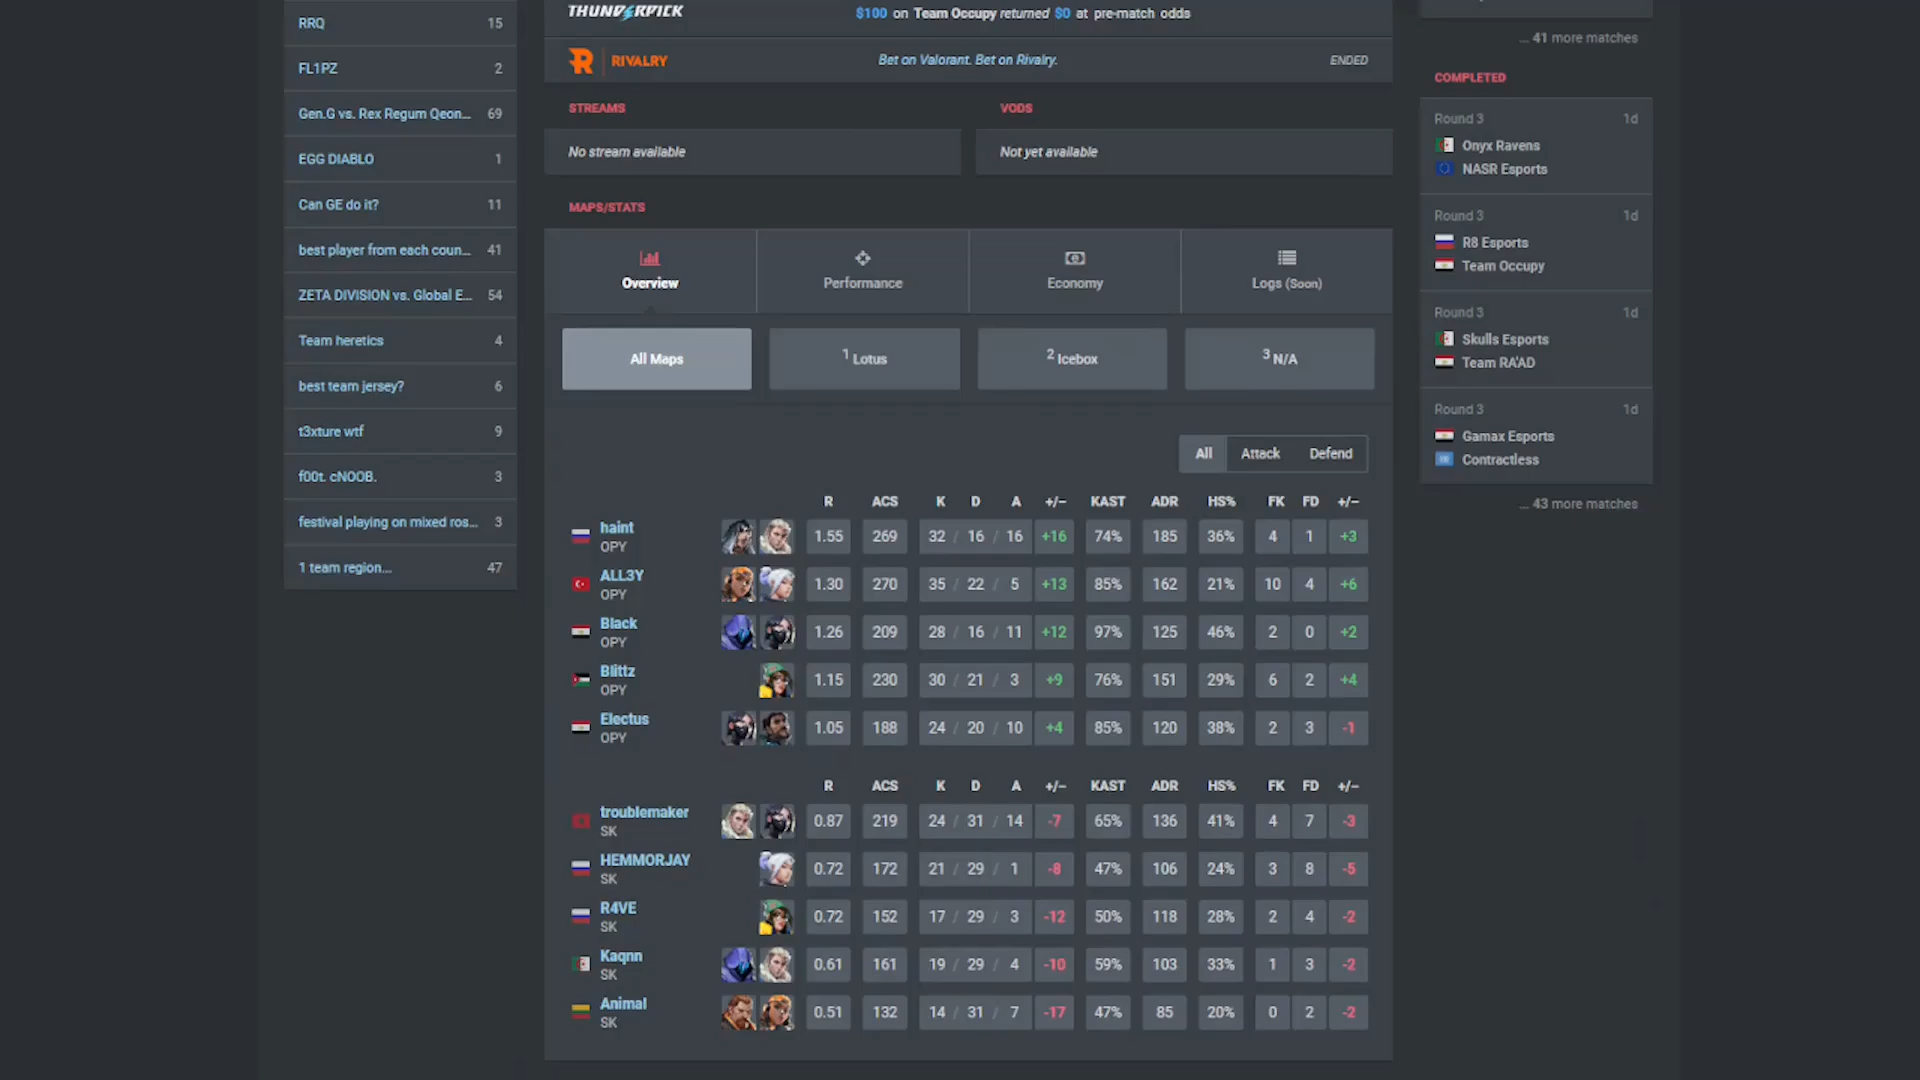 RRQ 15
FL1PZ 2
Gen.G vs. Rex Regum Qeon... 69
EGG DIABLO 1
Can GE do it? 11
best player from each coun... 41
ZETA DIVISION vs. Global E... 54
Team heretics 4
best team jersey? 6
t3xture wtf 9
f00t. cNOOB. 3
festival playing on mixed ros... 3
1 team region... 47
THUNDERPICK
$100 on Team Occupy returned $0 at pre-match odds
RIVALRY
Bet on Valorant. Bet on Rivalry.
ENDED
STREAMS
No stream available
VODS
Not yet available
MAPS/STATS
Overview
Performance
Economy
Logs (Soon)
All Maps
1 Lotus
2 Icebox
3 N/A
All Attack Defend
R ACS K D A +/– KAST ADR HS% FK FD +/–
haint 1.55 269 32 / 16 / 16 +16 74% 185 36% 4 1 +3
OPY
ALL3Y 1.30 270 35 / 22 / 5 +13 85% 162 21% 10 4 +6
OPY
Black 1.26 209 28 / 16 / 11 +12 97% 125 46% 2 0 +2
OPY
Blittz 1.15 230 30 / 21 / 3 +9 76% 151 29% 6 2 +4
OPY
Electus 1.05 188 24 / 20 / 10 +4 85% 120 38% 2 3 -1
OPY
R ACS K D A +/– KAST ADR HS% FK FD +/–
troublemaker 0.87 219 24 / 31 / 14 -7 65% 136 41% 4 7 -3
SK
HEMMORJAY 0.72 172 21 / 29 / 1 -8 47% 106 24% 3 8 -5
SK
R4VE 0.72 152 17 / 29 / 3 -12 50% 118 28% 2 4 -2
SK
Kaqnn 0.61 161 19 / 29 / 4 -10 59% 103 33% 1 3 -2
SK
Animal 0.51 132 14 / 31 / 7 -17 47% 85 20% 0 2 -2
SK
... 41 more matches
COMPLETED
Round 3 1d
Onyx Ravens
NASR Esports
Round 3 1d
R8 Esports
Team Occupy
Round 3 1d
Skulls Esports
Team RA'AD
Round 3 1d
Gamax Esports
Contractless
... 43 more matches